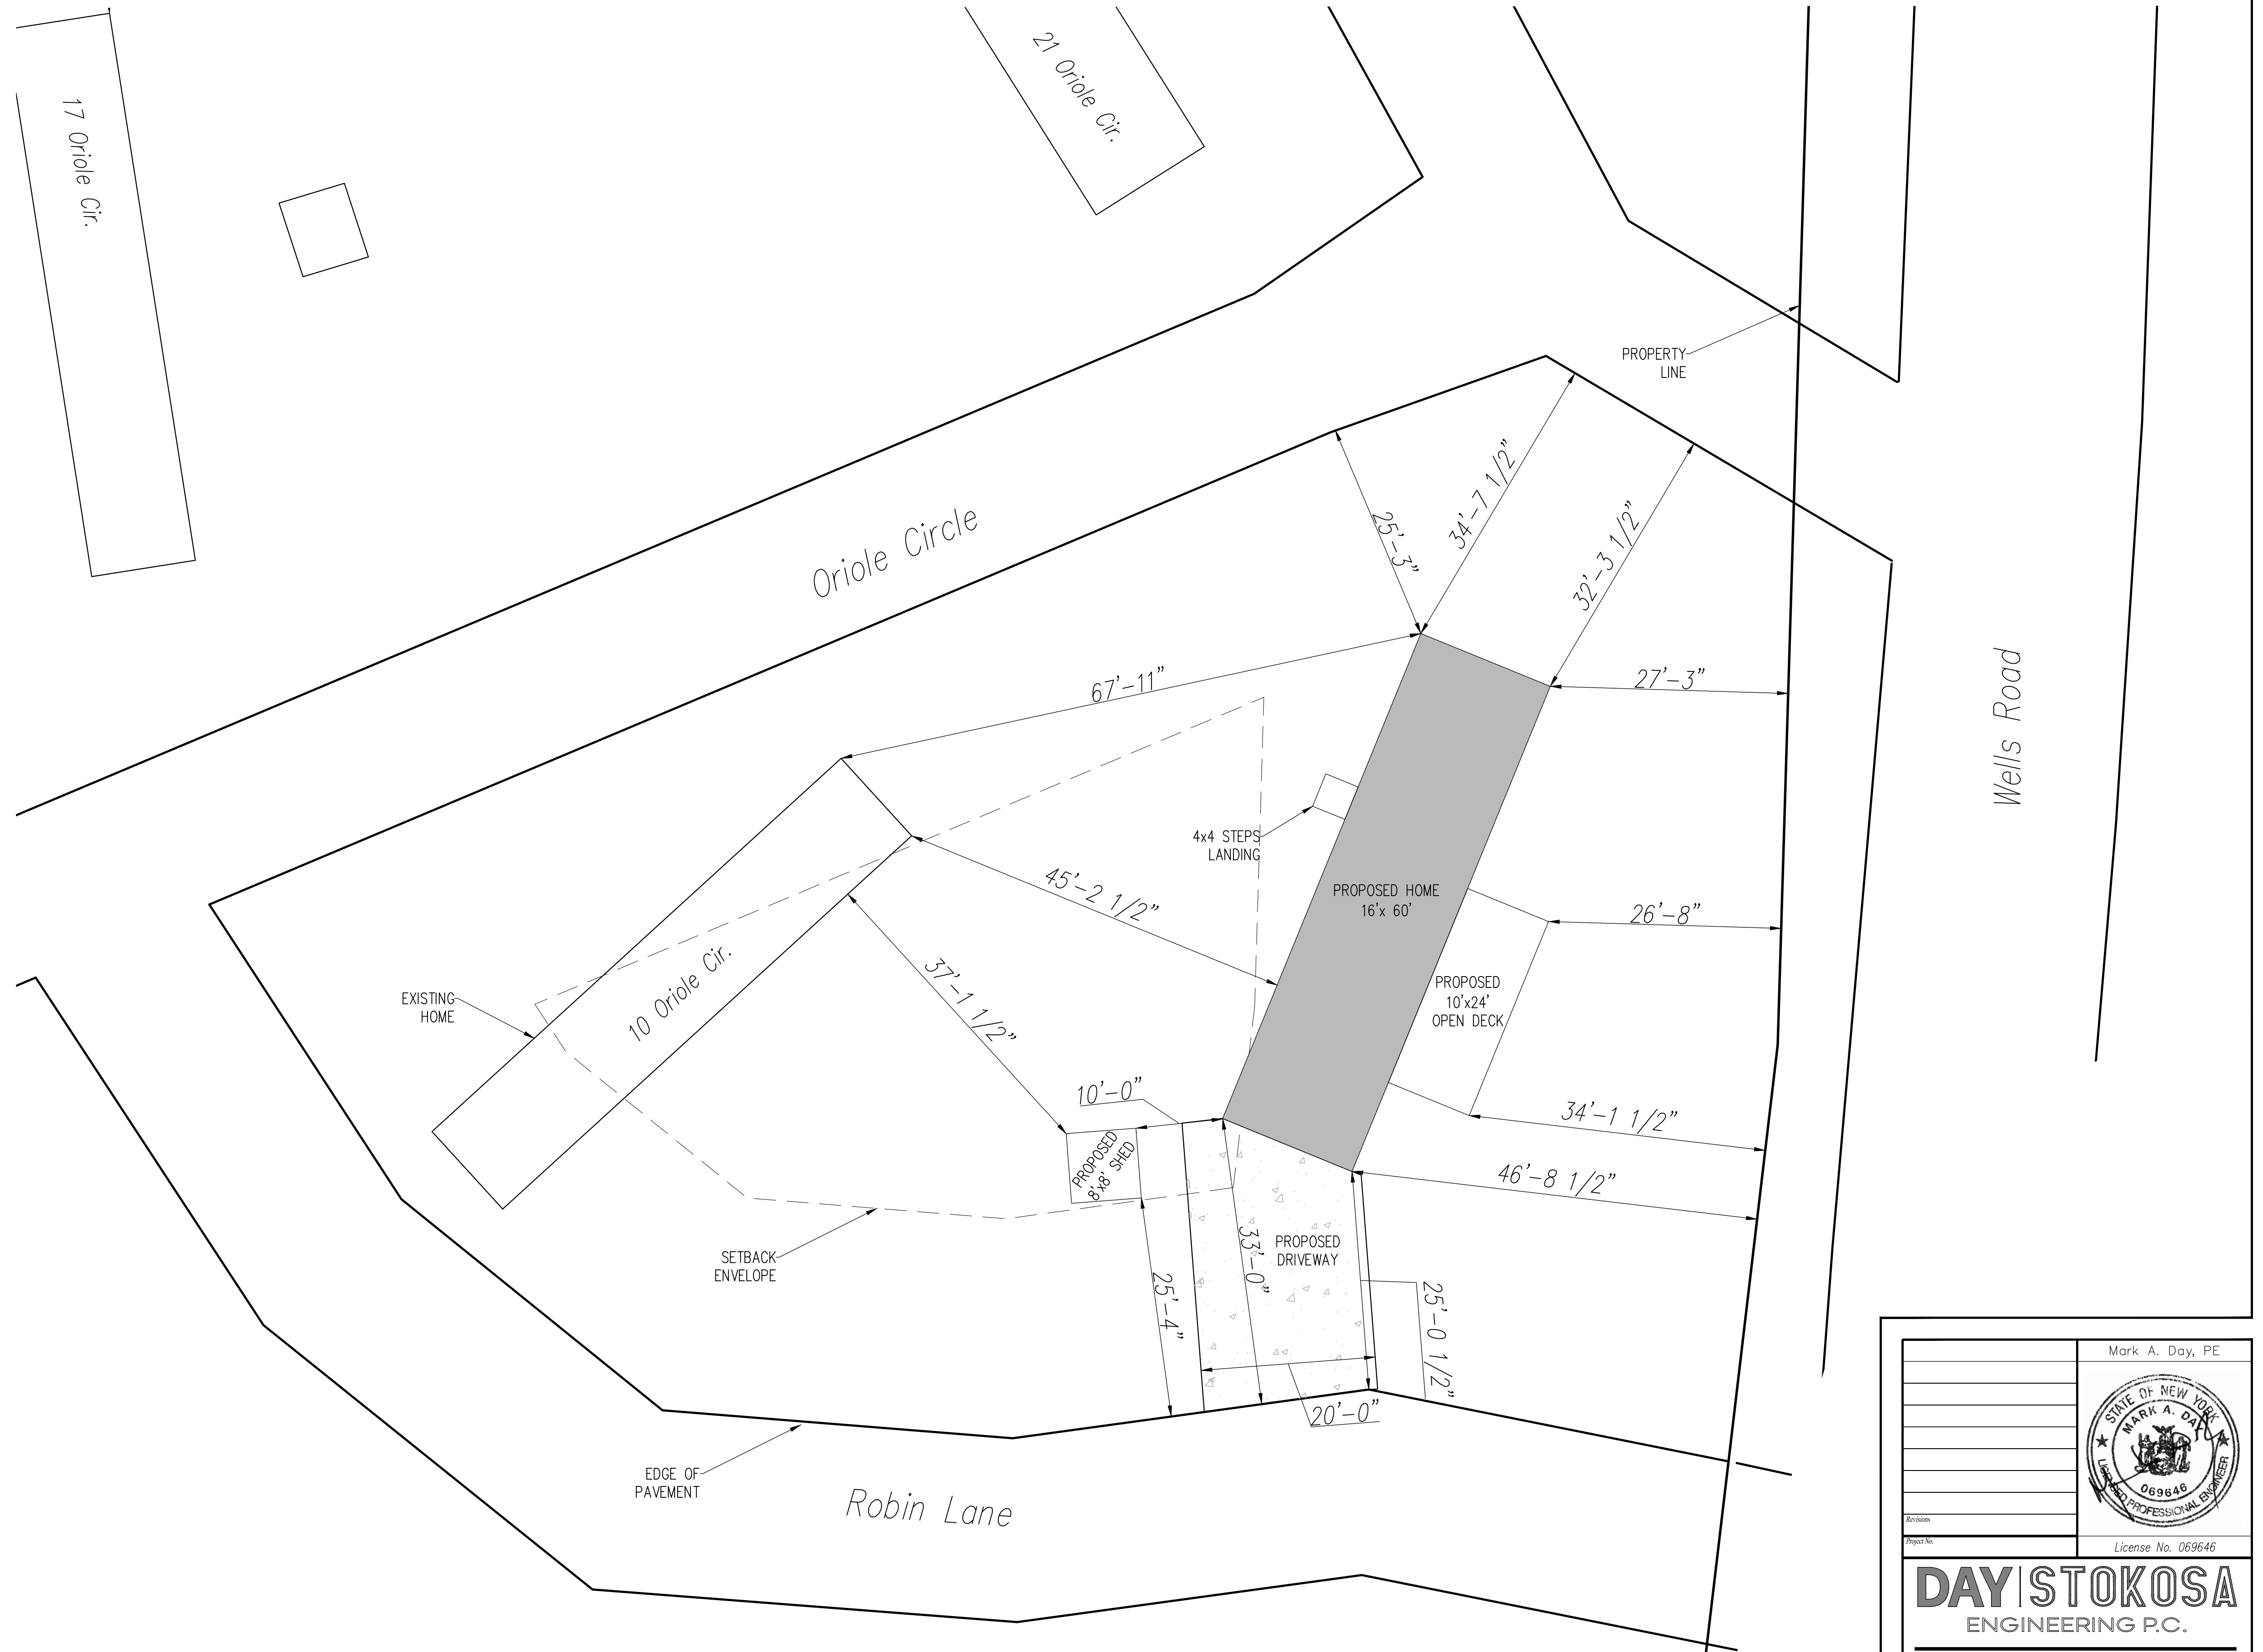 17 Oriole Cir.
21 Oriole Cir.
PROPERTY
LINE
Oriole Circle
25'-3"
34'-7 1/2"
32'-3 1/2"
67'-11"
27'-3"
Wells Road
4x4 STEPS
LANDING
45'-2 1/2"
PROPOSED HOME
16'x 60'
26'-8"
EXISTING
HOME
10 Oriole Cir.
37'-1 1/2"
PROPOSED
10'x24'
OPEN DECK
10'-0"
34'-1 1/2"
PROPOSED
8'x8' SHED
46'-8 1/2"
SETBACK
ENVELOPE
25'-4"
33'-0"
PROPOSED
DRIVEWAY
25'-0 1/2"
20'-0"
EDGE OF
PAVEMENT
Robin Lane
Mark A. Day, PE
STATE OF NEW YORK
MARK A. DAY
069646
LICENSED PROFESSIONAL ENGINEER
Revisions
Project No.
License No. 069646
DAY|STOKOSA
ENGINEERING P.C.